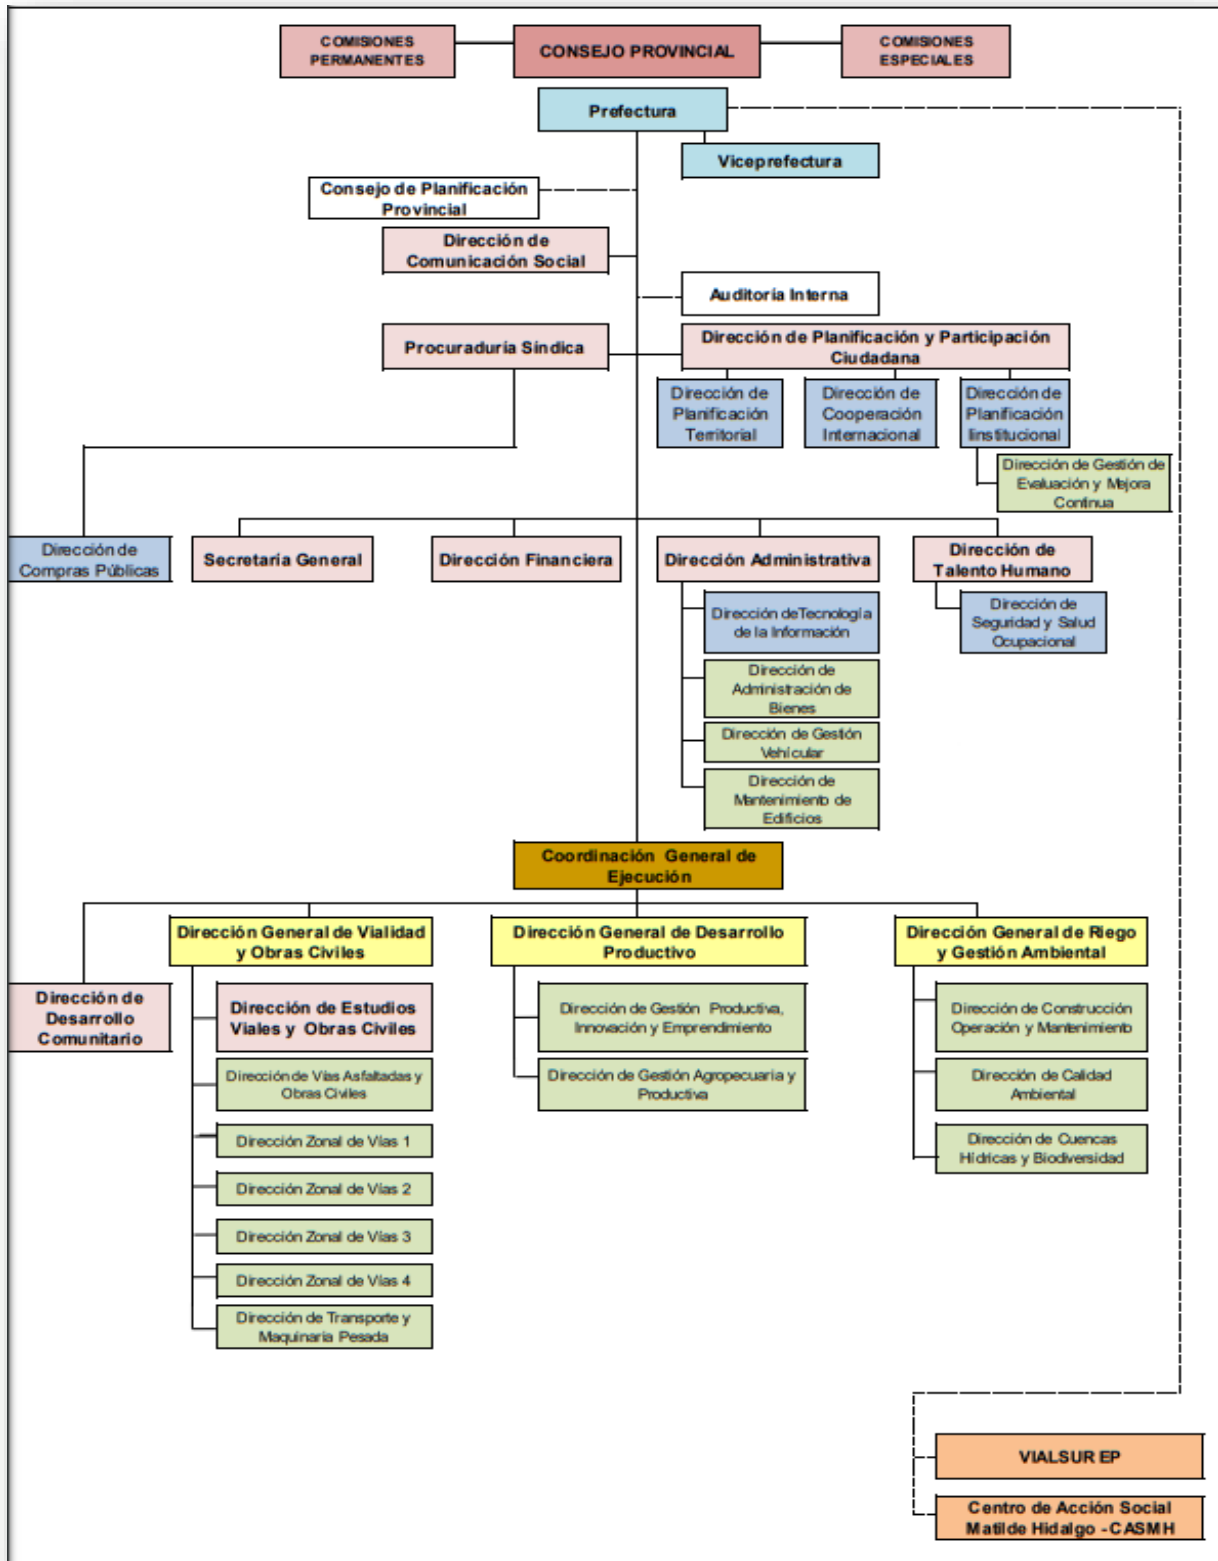 COMISIONES
PERMANENTES
CONSEJO PROVINCIAL
COMISIONES
ESPECIALES
Prefectura
Viceprefectura
Consejo de Planificación
Provincial
Dirección de
Comunicación Social
Auditoría Interna
Procuraduría Síndica
Dirección de Planificación y Participación
Ciudadana
Dirección de
Planificación
Territorial
Dirección de
Cooperación
Internacional
Dirección de
Planificación
Iinstitucional
Dirección de Gestión de
Evaluación y Mejora
Continua
Dirección de
Compras Públicas
Secretaría General
Dirección Financiera
Dirección Administrativa
Dirección de
Talento Humano
Dirección deTecnología
de la Información
Dirección de
Seguridad y Salud
Ocupacional
Dirección de
Administración de
Bienes
Dirección de Gestión
Vehícular
Dirección de
Mantenimiento de
Edificios
Coordinación General de
Ejecución
Dirección General de Vialidad
y Obras Civiles
Dirección General de Desarrollo
Productivo
Dirección General de Riego
y Gestión Ambiental
Dirección de
Desarrollo
Comunitario
Dirección de Estudios
Viales y Obras Civiles
Dirección de Gestión Productiva,
Innovación y Emprendimiento
Dirección de Construcción
Operación y Mantenimiento
Dirección de Vías Asfaltadas y
Obras Civiles
Dirección de Gestión Agropecuaria y
Productiva
Dirección de Calidad
Ambiental
Dirección Zonal de Vías 1
Dirección de Cuencas
Hídricas y Biodiversidad
Dirección Zonal de Vías 2
Dirección Zonal de Vías 3
Dirección Zonal de Vías 4
Dirección de Transporte y
Maquinaría Pesada
VIALSUR EP
Centro de Acción Social
Matilde Hidalgo -CASMH